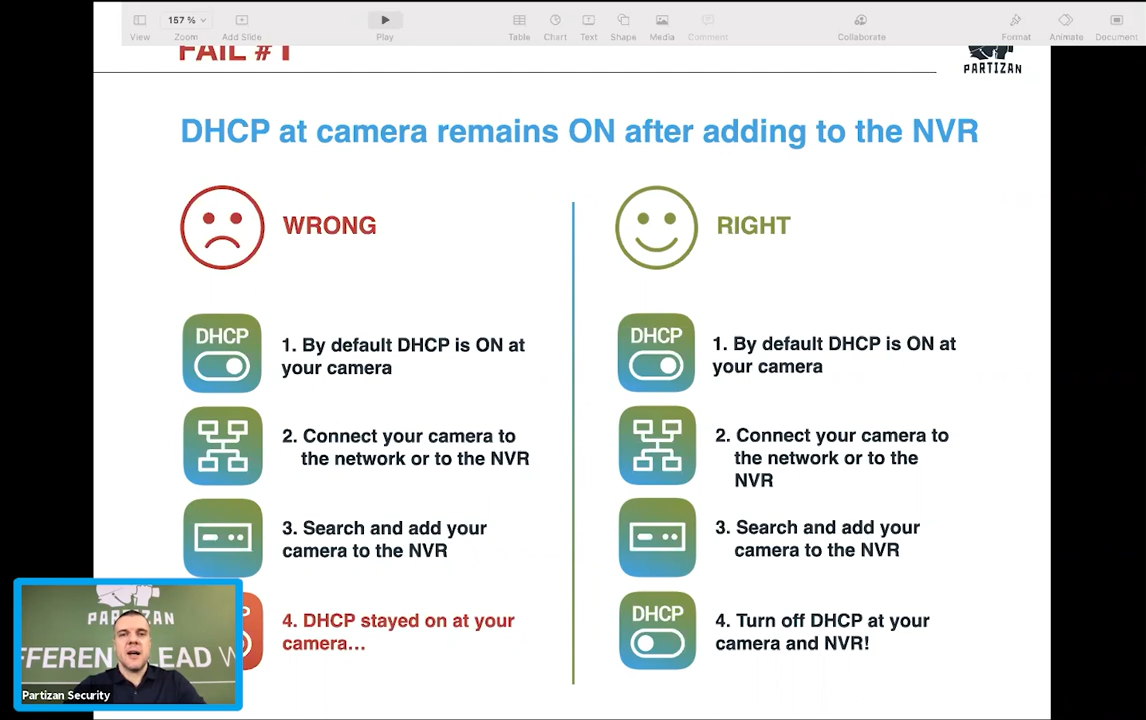 157 %
View
Zoom
Add Slide
Play
Table
Chart
Text
Shape
Media
Comment
Collaborate
Format
Animate
Document
FAIL #1
PARTIZAN
DHCP at camera remains ON after adding to the NVR
WRONG
DHCP
1. By default DHCP is ON at
your camera
2. Connect your camera to
the network or to the NVR
3. Search and add your
camera to the NVR
4. DHCP stayed on at your
camera…
RIGHT
DHCP
1. By default DHCP is ON at
your camera
2. Connect your camera to
the network or to the
NVR
3. Search and add your
camera to the NVR
DHCP
4. Turn off DHCP at your
camera and NVR!
PARTIZAN
FFERENT LEAD W
Partizan Security